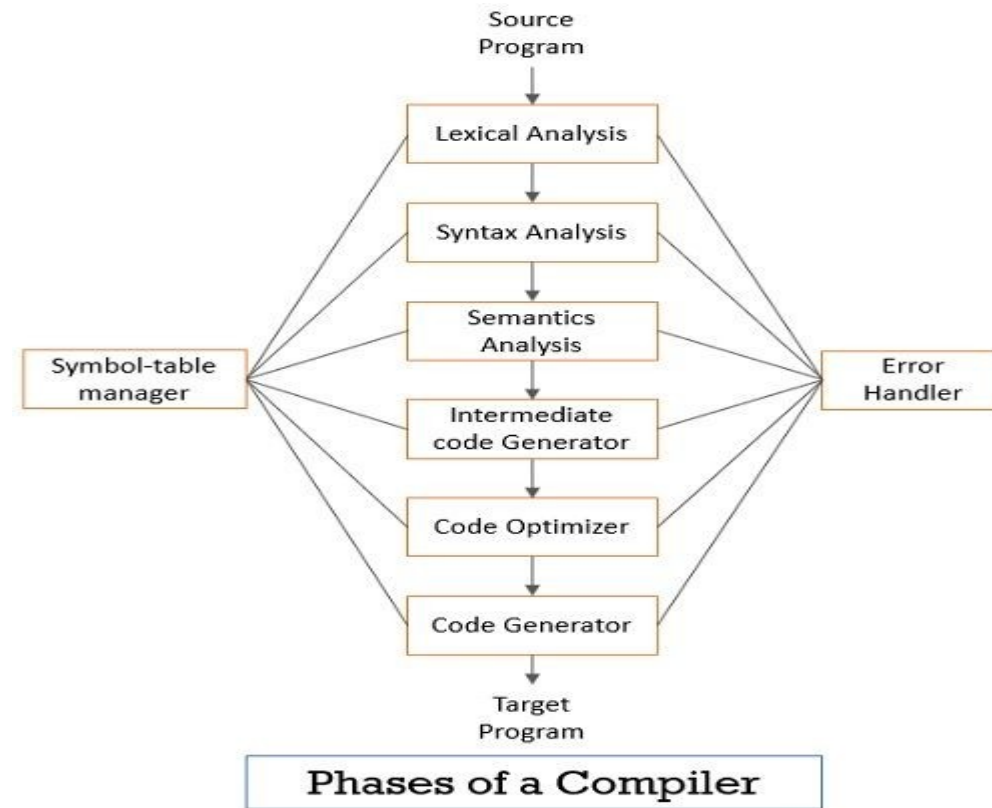 Source
Program
Lexical Analysis
Syntax Analysis
Semantics
Analysis
Symbol-table
manager
Error
Handler
Intermediate
code Generator
Code Optimizer
Code Generator
Target
Program
Phases of a Compiler